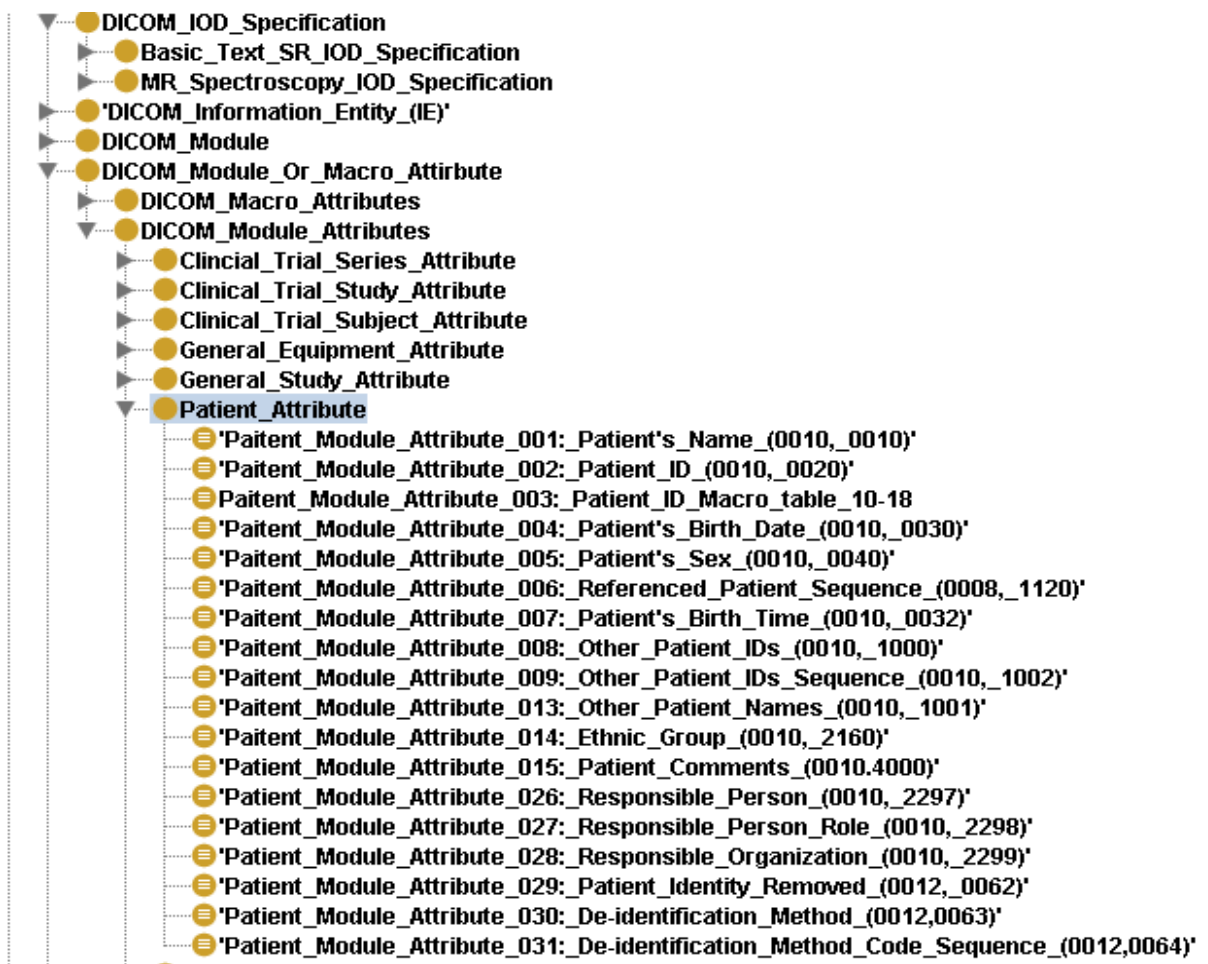 DICOM_IOD_Specification
Basic_Text_SR_IOD_Specification
MR_Spectroscopy_IOD_Specification
'DICOM_Information_Entity_(IE)'
DICOM_Module
DICOM_Module_Or_Macro_Attirbute
DICOM_Macro_Attributes
DICOM_Module_Attributes
Clincial_Trial_Series_Attribute
Clinical_Trial_Study_Attribute
Clinical_Trial_Subject_Attribute
General_Equipment_Attribute
General_Study_Attribute
Patient_Attribute
'Paitent_Module_Attribute_001:_Patient's_Name_(0010,_0010)'
'Paitent_Module_Attribute_002:_Patient_ID_(0010,_0020)'
Paitent_Module_Attribute_003:_Patient_ID_Macro_table_10-18
'Paitent_Module_Attribute_004:_Patient's_Birth_Date_(0010,_0030)'
'Paitent_Module_Attribute_005:_Patient's_Sex_(0010,_0040)'
'Paitent_Module_Attribute_006:_Referenced_Patient_Sequence_(0008,_1120)'
'Paitent_Module_Attribute_007:_Patient's_Birth_Time_(0010,_0032)'
'Paitent_Module_Attribute_008:_Other_Patient_IDs_(0010,_1000)'
'Paitent_Module_Attribute_009:_Other_Patient_IDs_Sequence_(0010,_1002)'
'Paitent_Module_Attribute_013:_Other_Patient_Names_(0010,_1001)'
'Paitent_Module_Attribute_014:_Ethnic_Group_(0010,_2160)'
'Patient_Module_Attribute_015:_Patient_Comments_(0010.4000)'
'Patient_Module_Attribute_026:_Responsible_Person_(0010,_2297)'
'Patient_Module_Attribute_027:_Responsible_Person_Role_(0010,_2298)'
'Patient_Module_Attribute_028:_Responsible_Organization_(0010,_2299)'
'Patient_Module_Attribute_029:_Patient_Identity_Removed_(0012,_0062)'
'Patient_Module_Attribute_030:_De-identification_Method_(0012,0063)'
'Patient_Module_Attribute_031:_De-identification_Method_Code_Sequence_(0012,0064)'